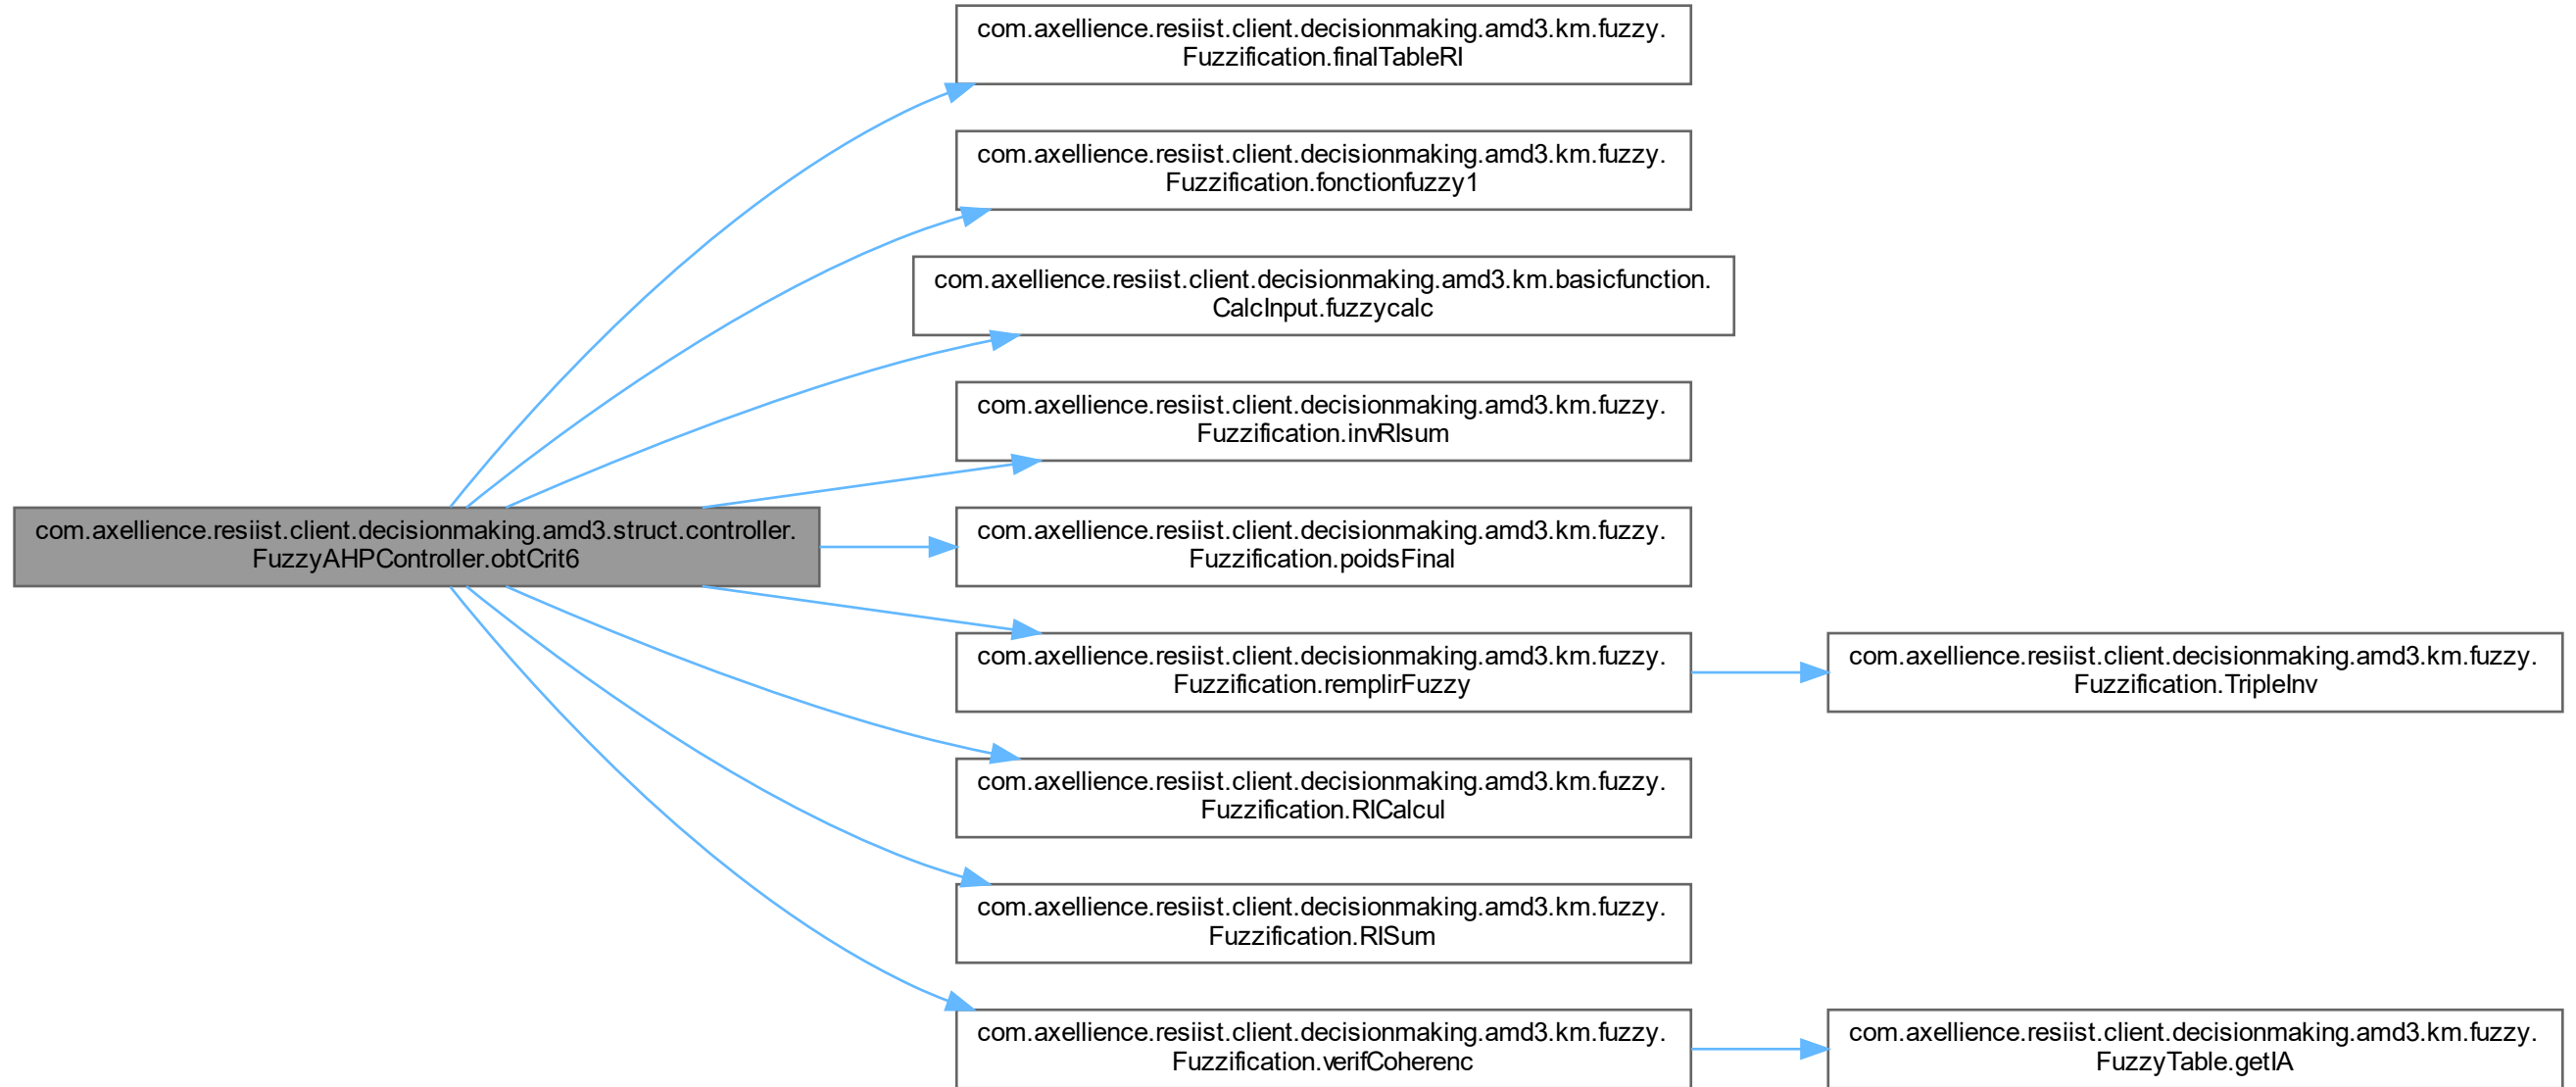 com.axellience.resiist.client.decisionmaking.amd3.km.fuzzy.
Fuzzification.finalTableRI
com.axellience.resiist.client.decisionmaking.amd3.km.fuzzy.
Fuzzification.fonctionfuzzy1
com.axellience.resiist.client.decisionmaking.amd3.km.basicfunction.
CalcInput.fuzzycalc
com.axellience.resiist.client.decisionmaking.amd3.km.fuzzy.
Fuzzification.invRIsum
com.axellience.resiist.client.decisionmaking.amd3.struct.controller.
FuzzyAHPController.obtCrit6
com.axellience.resiist.client.decisionmaking.amd3.km.fuzzy.
Fuzzification.poidsFinal
com.axellience.resiist.client.decisionmaking.amd3.km.fuzzy.
Fuzzification.remplirFuzzy
com.axellience.resiist.client.decisionmaking.amd3.km.fuzzy.
Fuzzification.TripleInv
com.axellience.resiist.client.decisionmaking.amd3.km.fuzzy.
Fuzzification.RICalcul
com.axellience.resiist.client.decisionmaking.amd3.km.fuzzy.
Fuzzification.RISum
com.axellience.resiist.client.decisionmaking.amd3.km.fuzzy.
Fuzzification.verifCoherenc
com.axellience.resiist.client.decisionmaking.amd3.km.fuzzy.
FuzzyTable.getIA